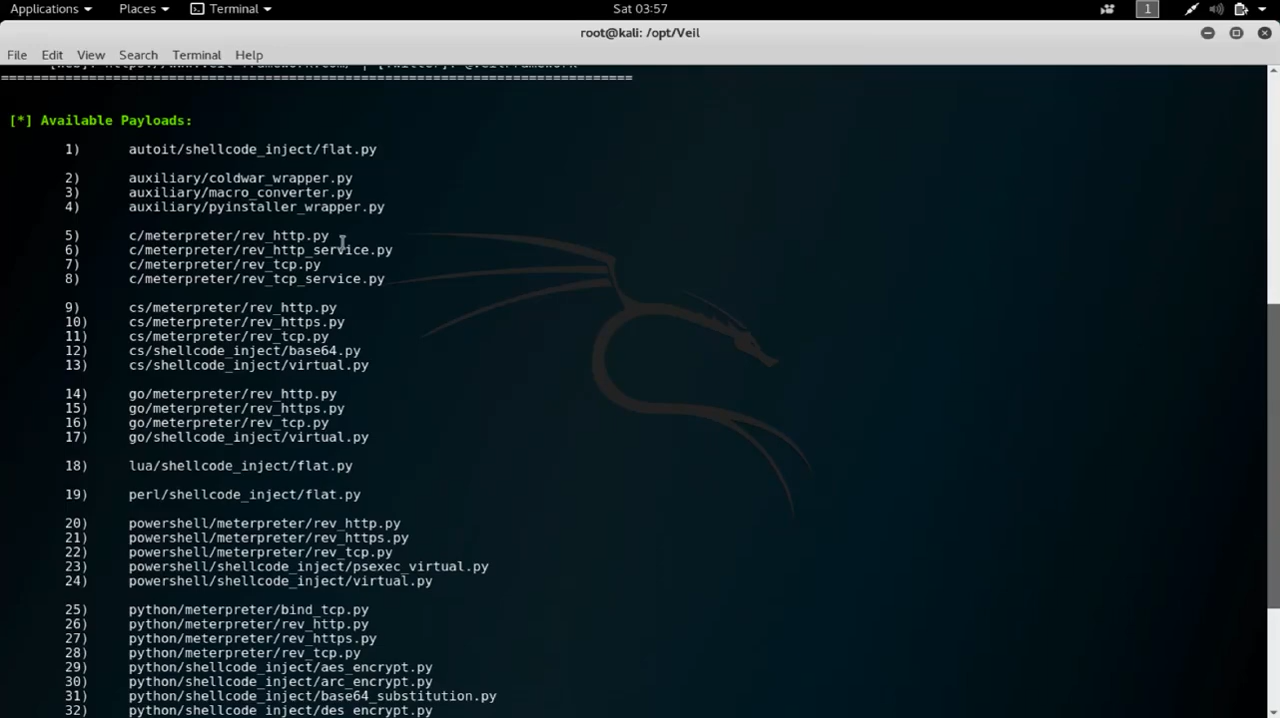 Applications
Places
Terminal
Sat 03:57
1
root@kali: /opt/Veil
File Edit View Search Terminal Help
================================================================================
[*] Available Payloads:
1) autoit/shellcode_inject/flat.py
2) auxiliary/coldwar_wrapper.py
3) auxiliary/macro_converter.py
4) auxiliary/pyinstaller_wrapper.py
5) c/meterpreter/rev_http.py
6) c/meterpreter/rev_http_service.py
7) c/meterpreter/rev_tcp.py
8) c/meterpreter/rev_tcp_service.py
9) cs/meterpreter/rev_http.py
10) cs/meterpreter/rev_https.py
11) cs/meterpreter/rev_tcp.py
12) cs/shellcode_inject/base64.py
13) cs/shellcode_inject/virtual.py
14) go/meterpreter/rev_http.py
15) go/meterpreter/rev_https.py
16) go/meterpreter/rev_tcp.py
17) go/shellcode_inject/virtual.py
18) lua/shellcode_inject/flat.py
19) perl/shellcode_inject/flat.py
20) powershell/meterpreter/rev_http.py
21) powershell/meterpreter/rev_https.py
22) powershell/meterpreter/rev_tcp.py
23) powershell/shellcode_inject/psexec_virtual.py
24) powershell/shellcode_inject/virtual.py
25) python/meterpreter/bind_tcp.py
26) python/meterpreter/rev_http.py
27) python/meterpreter/rev_https.py
28) python/meterpreter/rev_tcp.py
29) python/shellcode_inject/aes_encrypt.py
30) python/shellcode_inject/arc_encrypt.py
31) python/shellcode_inject/base64_substitution.py
32) python/shellcode_inject/des_encrypt.py